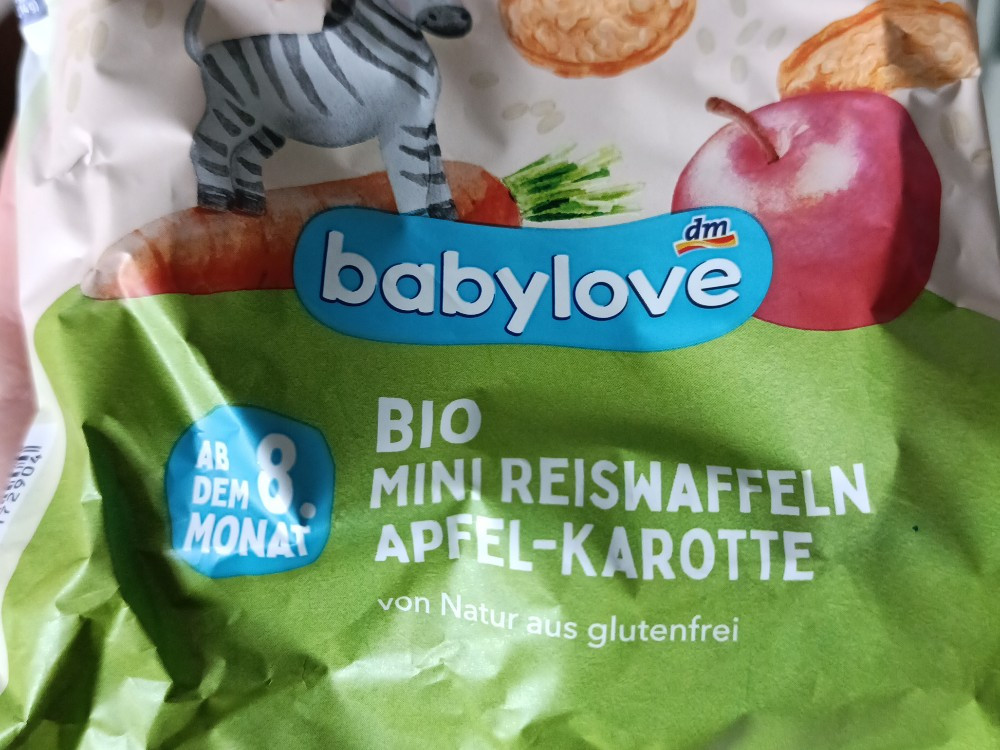 dm
babylove
AB
DEM 8.
MONAT
BIO
MINI REISWAFFELN
APFEL-KAROTTE
von Natur aus glutenfrei